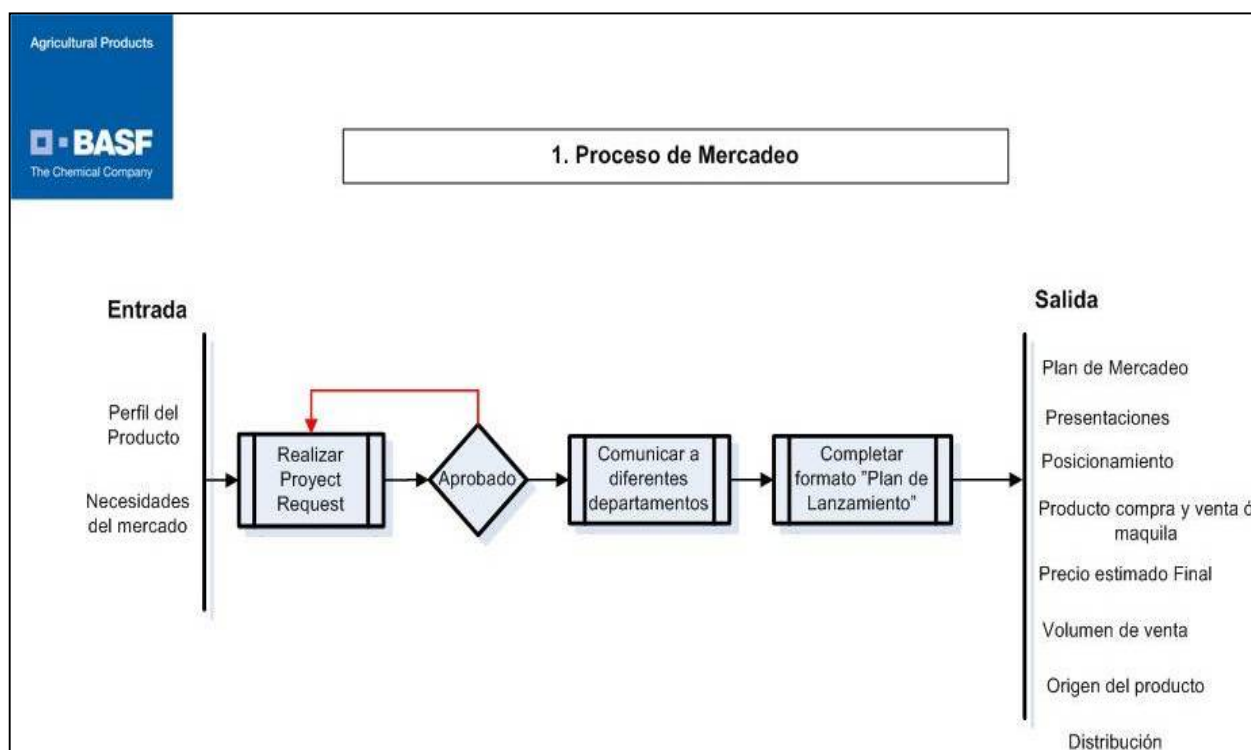 Agricultural Products
BASF
The Chemical Company
1. Proceso de Mercadeo
Entrada
Perfil del
Producto
Necesidades
del mercado
Realizar
Proyect
Request
Aprobado
Comunicar a
diferentes
departamentos
Completar
formato "Plan de
Lanzamiento"
Salida
Plan de Mercadeo
Presentaciones
Posicionamiento
Producto compra y venta ó
maquila
Precio estimado Final
Volumen de venta
Origen del producto
Distribución